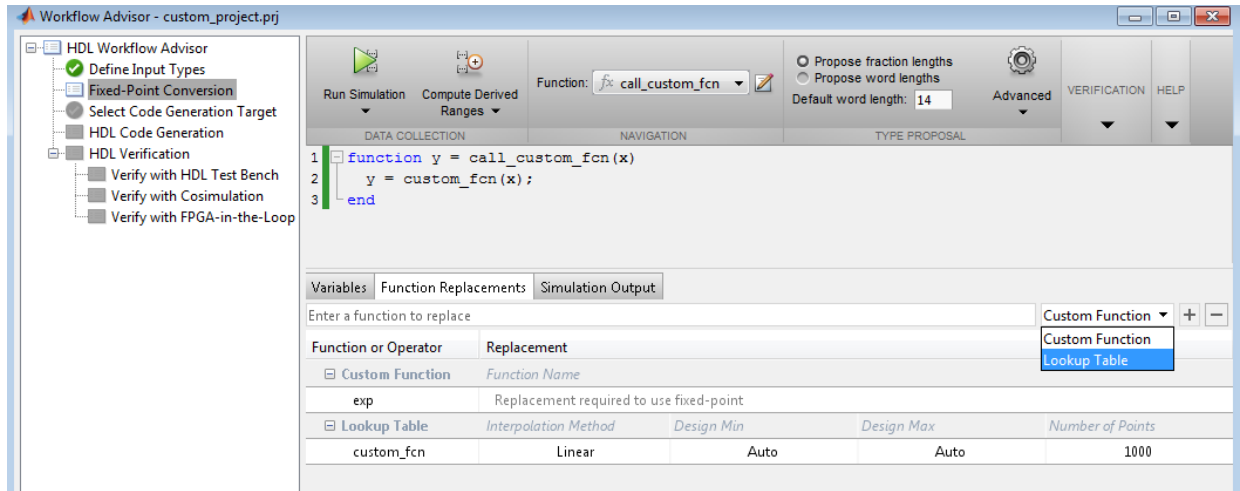 Workflow Advisor - custom_project.prj
HDL Workflow Advisor
Define Input Types
Fixed-Point Conversion
Select Code Generation Target
HDL Code Generation
HDL Verification
Verify with HDL Test Bench
Verify with Cosimulation
Verify with FPGA-in-the-Loop
Run Simulation
Compute Derived
Ranges
DATA COLLECTION
Function: fx call_custom_fcn
NAVIGATION
Propose fraction lengths
Propose word lengths
Default word length: 14
Advanced
TYPE PROPOSAL
VERIFICATION
HELP
1 function y = call_custom_fcn(x)
2 y = custom_fcn(x);
3 end
Variables Function Replacements Simulation Output
Enter a function to replace Custom Function + −
Custom Function
Lookup Table
Function or Operator Replacement
Custom Function Function Name
exp Replacement required to use fixed-point
Lookup Table Interpolation Method Design Min Design Max Number of Points
custom_fcn Linear Auto Auto 1000